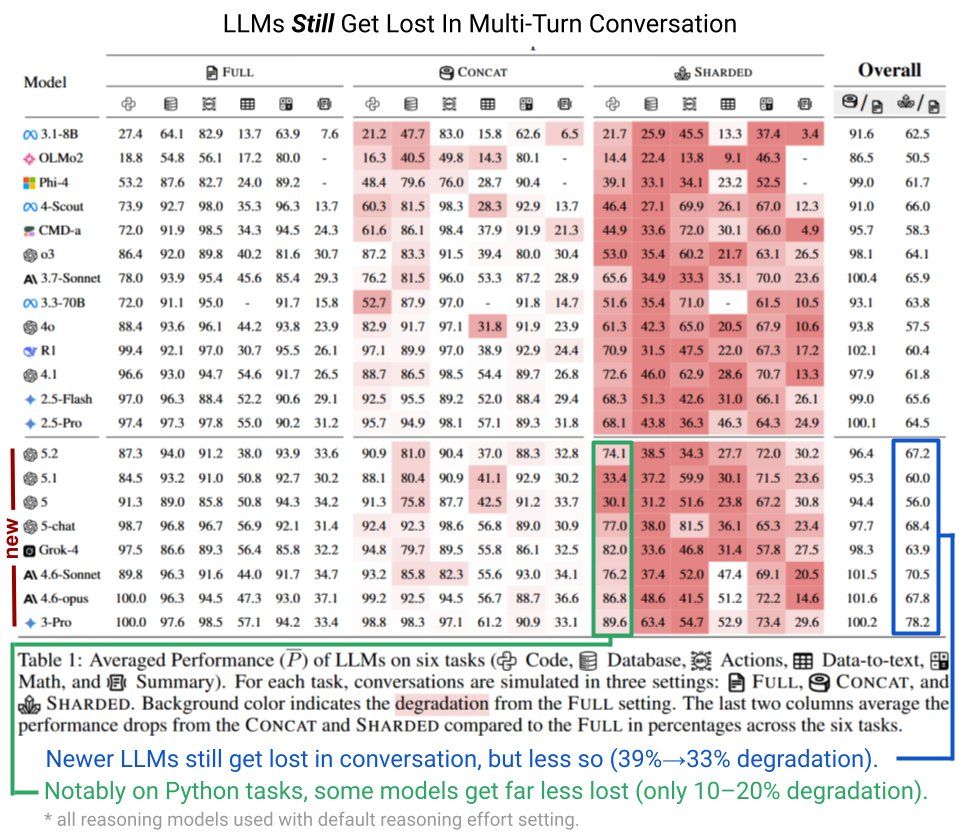 LLMs Still Get Lost In Multi-Turn Conversation
Model FULL CONCAT SHARDED Overall
3.1-8B 27.4 64.1 82.9 13.7 63.9 7.6 21.2 47.7 83.0 15.8 62.6 6.5 21.7 25.9 45.5 13.3 37.4 3.4 91.6 62.5
OLMo2 18.8 54.8 56.1 17.2 80.0 - 16.3 40.5 49.8 14.3 80.1 - 14.4 22.4 13.8 9.1 46.3 - 86.5 50.5
Phi-4 53.2 87.6 82.7 24.0 89.2 - 48.4 79.6 76.0 28.7 90.4 - 39.1 33.1 34.1 23.2 52.5 - 99.0 61.7
4-Scout 73.9 92.7 98.0 35.3 96.3 13.7 60.3 81.5 98.3 28.3 92.9 13.7 46.4 27.1 69.9 26.1 67.0 12.3 91.0 66.0
CMD-a 72.0 91.9 98.5 34.3 94.5 24.3 61.6 86.1 98.4 37.9 91.9 21.3 44.9 33.6 72.0 30.1 66.0 4.9 95.7 58.3
o3 86.4 92.0 89.8 40.2 81.6 30.7 87.2 83.3 91.5 39.4 80.0 30.4 53.0 35.4 60.2 21.7 63.1 26.5 98.1 64.1
3.7-Sonnet 78.0 93.9 95.4 45.6 85.4 29.3 76.2 81.5 96.0 53.3 87.2 28.9 65.6 34.9 33.3 35.1 70.0 23.6 100.4 65.9
3.3-70B 72.0 91.1 95.0 - 91.7 15.8 52.7 87.9 97.0 - 91.8 14.7 51.6 35.4 71.0 - 61.5 10.5 93.1 63.8
4o 88.4 93.6 96.1 44.2 93.8 23.9 82.9 91.7 97.1 31.8 91.9 23.9 61.3 42.3 65.0 20.5 67.9 10.6 93.8 57.5
R1 99.4 92.1 97.0 30.7 95.5 26.1 97.1 89.9 97.0 38.9 92.9 24.4 70.9 31.5 47.5 22.0 67.3 17.2 102.1 60.4
4.1 96.6 93.0 94.7 54.6 91.7 26.5 88.7 86.5 98.5 54.4 89.7 26.8 72.6 46.0 62.9 28.6 70.7 13.3 97.9 61.8
2.5-Flash 97.0 96.3 88.4 52.2 90.6 29.1 92.5 95.5 89.2 52.0 88.4 29.4 68.3 51.3 42.6 31.0 66.1 26.1 99.0 65.6
2.5-Pro 97.4 97.3 97.8 55.0 90.2 31.2 95.7 94.9 98.1 57.1 89.3 31.8 68.1 43.8 36.3 46.3 64.3 24.9 100.1 64.5
new
5.2 87.3 94.0 91.2 38.0 93.9 33.6 90.9 81.0 90.4 37.0 88.3 32.8 74.1 38.5 34.3 27.7 72.0 30.2 96.4 67.2
5.1 84.5 93.2 91.0 50.8 92.7 30.2 88.1 80.4 90.9 41.1 92.9 30.2 33.4 37.2 59.9 30.1 71.5 23.6 95.3 60.0
5 91.3 89.0 85.8 50.8 94.3 34.2 91.3 75.8 87.7 42.5 91.2 33.7 30.1 31.2 51.6 23.8 67.2 30.8 94.4 56.0
5-chat 98.7 96.8 96.7 56.9 92.1 31.4 92.4 92.3 98.6 56.8 89.0 30.9 77.0 38.0 81.5 36.1 65.3 23.4 97.7 68.4
Grok-4 97.5 86.6 89.3 56.4 85.8 32.2 94.8 79.7 89.5 55.8 86.1 32.5 82.0 33.6 46.8 31.4 57.8 27.5 98.3 63.9
4.6-Sonnet 89.8 96.3 91.6 44.0 91.7 34.7 93.2 85.8 82.3 55.6 93.0 34.1 76.2 37.4 52.0 47.4 69.1 20.5 101.5 70.5
4.6-opus 100.0 96.3 94.5 47.3 93.0 37.1 99.2 92.5 94.5 56.7 88.7 36.6 86.8 48.6 41.5 51.2 72.2 14.6 101.6 67.8
3-Pro 100.0 97.6 98.5 57.1 94.2 33.4 98.8 98.3 97.1 61.2 90.9 33.1 89.6 63.4 54.7 52.9 73.4 29.6 100.2 78.2
Table 1: Averaged Performance (P̅) of LLMs on six tasks ( Code, Database, Actions, Data-to-text,
Math, and Summary). For each task, conversations are simulated in three settings: FULL, CONCAT, and
SHARDED. Background color indicates the degradation from the FULL setting. The last two columns average the
performance drops from the CONCAT and SHARDED compared to the FULL in percentages across the six tasks.
Newer LLMs still get lost in conversation, but less so (39%→33% degradation).
Notably on Python tasks, some models get far less lost (only 10–20% degradation).
* all reasoning models used with default reasoning effort setting.